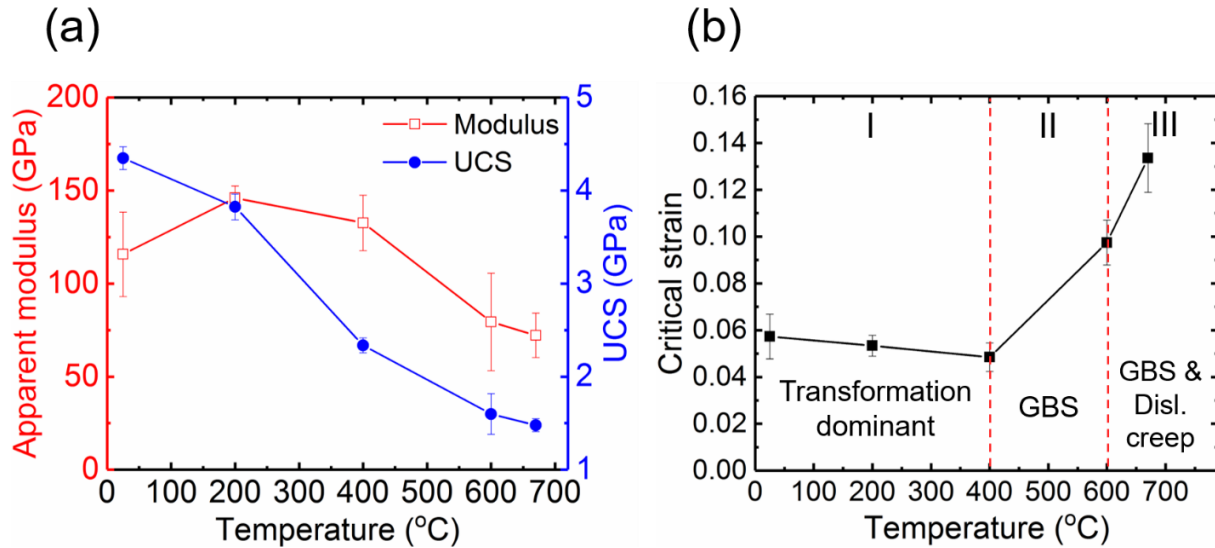 (a)
200
150
100
50
0
Apparent modulus (GPa)
Modulus
UCS
5
4
3
2
1
UCS (GPa)
0 100 200 300 400 500 600 700
Temperature (°C)
(b)
0.16
0.14
0.12
0.10
0.08
0.06
0.04
0.02
0.00
Critical strain
I
II
III
Transformation
dominant
GBS
GBS &
Disl.
creep
0 100 200 300 400 500 600 700
Temperature (°C)